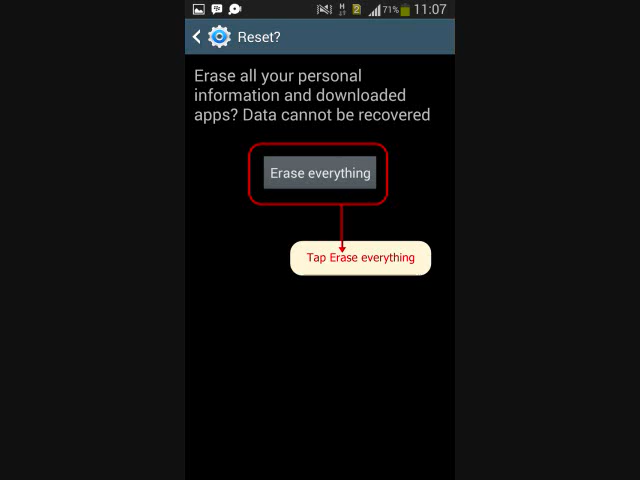 71% 11:07
Reset?
Erase all your personal
information and downloaded
apps? Data cannot be recovered
Erase everything
Tap Erase everything